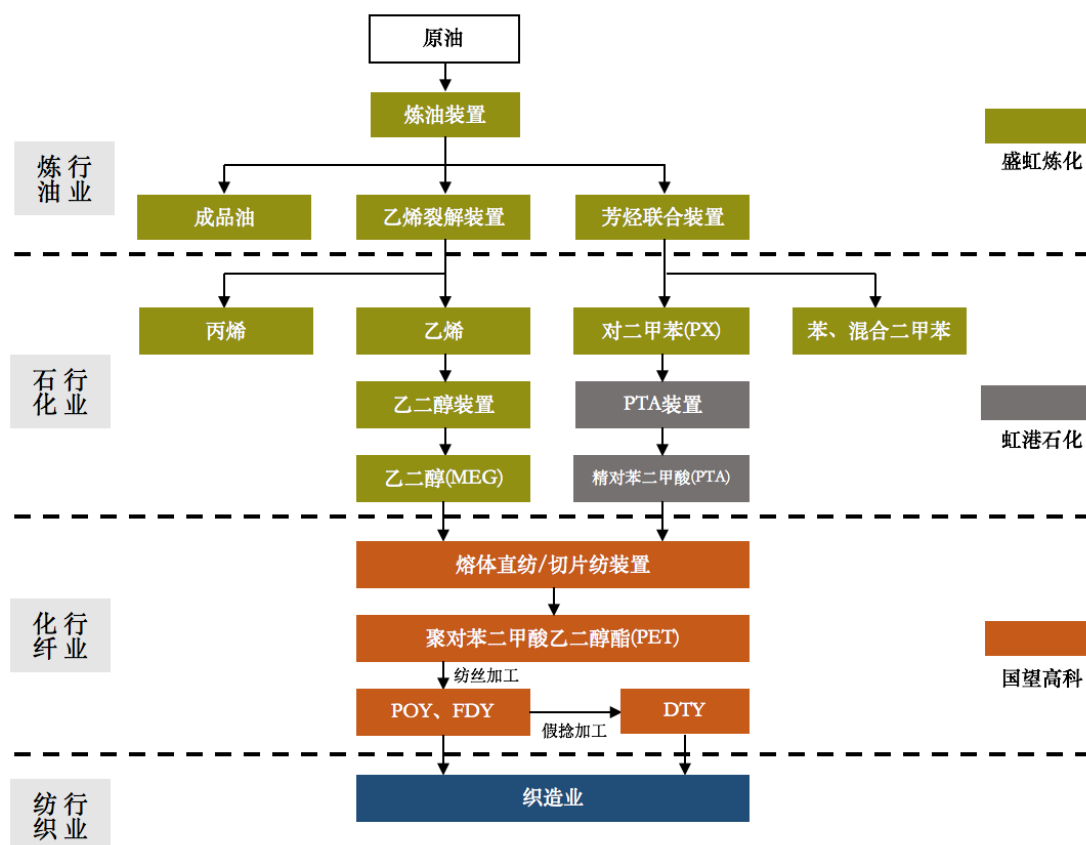 原油
炼油装置
炼 行
油 业
盛虹炼化
成品油
乙烯裂解装置
芳烃联合装置
丙烯
乙烯
对二甲苯(PX)
苯、混合二甲苯
石 行
化 业
乙二醇装置
PTA装置
虹港石化
乙二醇(MEG)
精对苯二甲酸(PTA)
熔体直纺/切片纺装置
化 行
纤 业
聚对苯二甲酸乙二醇酯(PET)
国望高科
纺丝加工
POY、FDY
假捻加工
DTY
纺 行
织 业
织造业